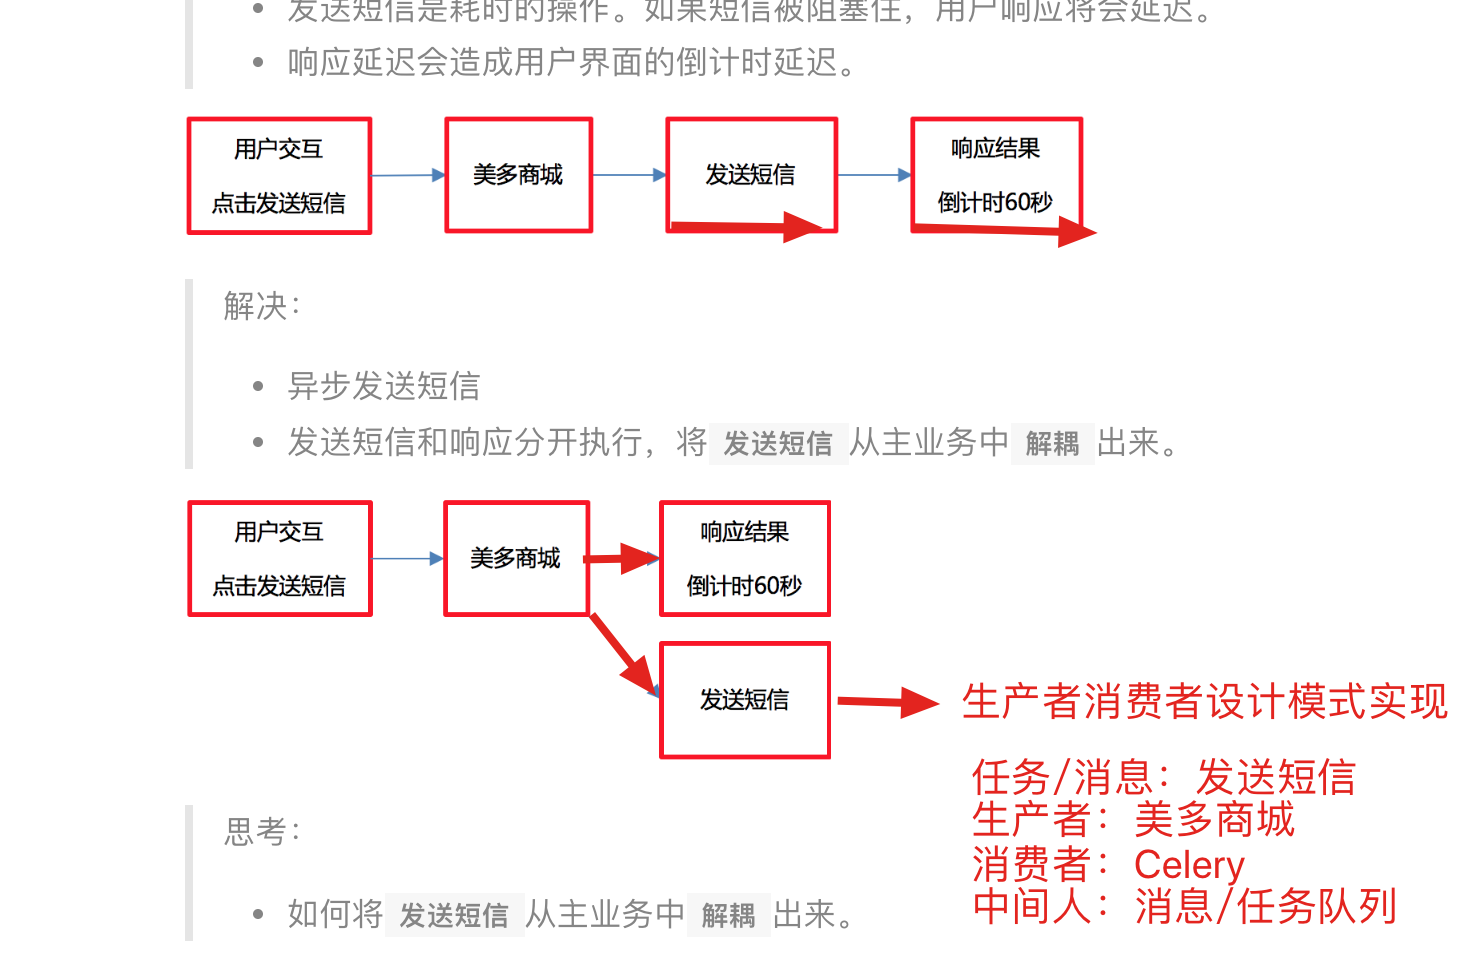 发送短信是耗时的操作。如果短信被阻塞住，用户响应将会延迟。
响应延迟会造成用户界面的倒计时延迟。
用户交互
点击发送短信
美多商城
发送短信
响应结果
倒计时60秒
解决：
异步发送短信
发送短信和响应分开执行，将 发送短信 从主业务中 解耦 出来。
用户交互
点击发送短信
美多商城
响应结果
倒计时60秒
发送短信
生产者消费者设计模式实现
任务/消息：发送短信
生产者：美多商城
消费者：Celery
中间人：消息/任务队列
思考：
如何将 发送短信 从主业务中 解耦 出来。